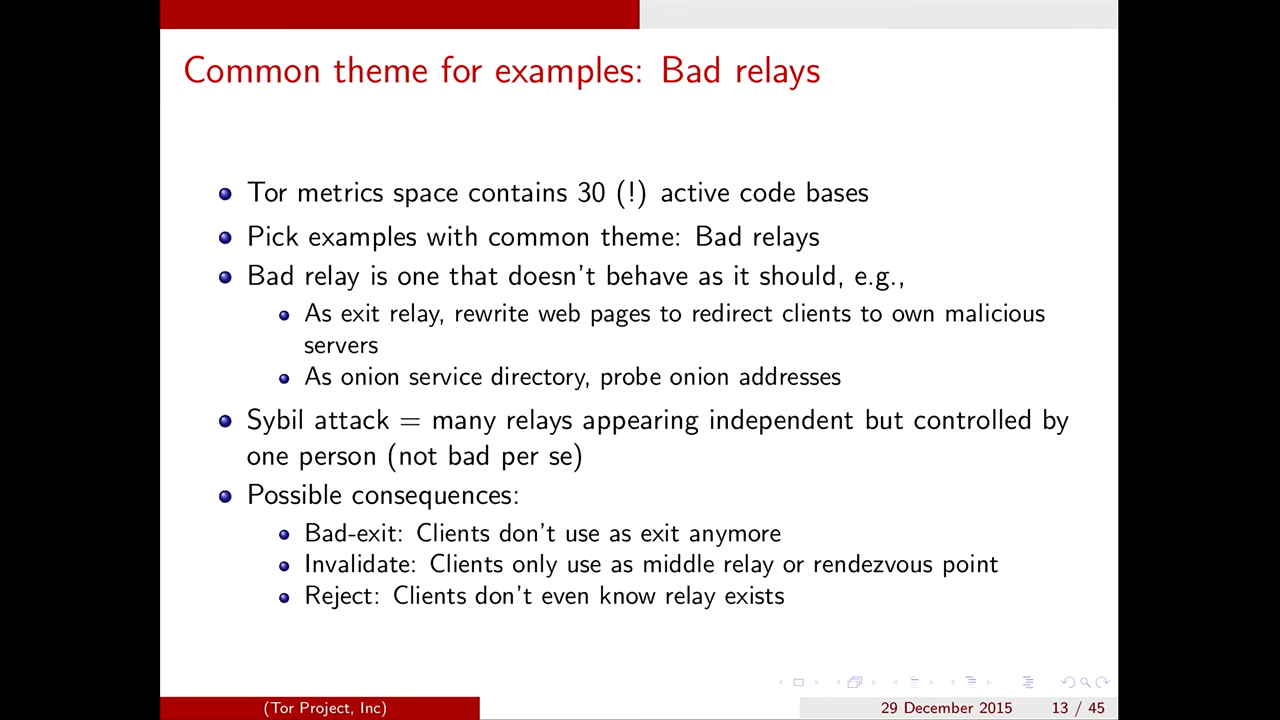 Common theme for examples: Bad relays
Tor metrics space contains 30 (!) active code bases
Pick examples with common theme: Bad relays
Bad relay is one that doesn't behave as it should, e.g.,
As exit relay, rewrite web pages to redirect clients to own malicious
servers
As onion service directory, probe onion addresses
Sybil attack = many relays appearing independent but controlled by
one person (not bad per se)
Possible consequences:
Bad-exit: Clients don't use as exit anymore
Invalidate: Clients only use as middle relay or rendezvous point
Reject: Clients don't even know relay exists
(Tor Project, Inc) 29 December 2015 13 / 45